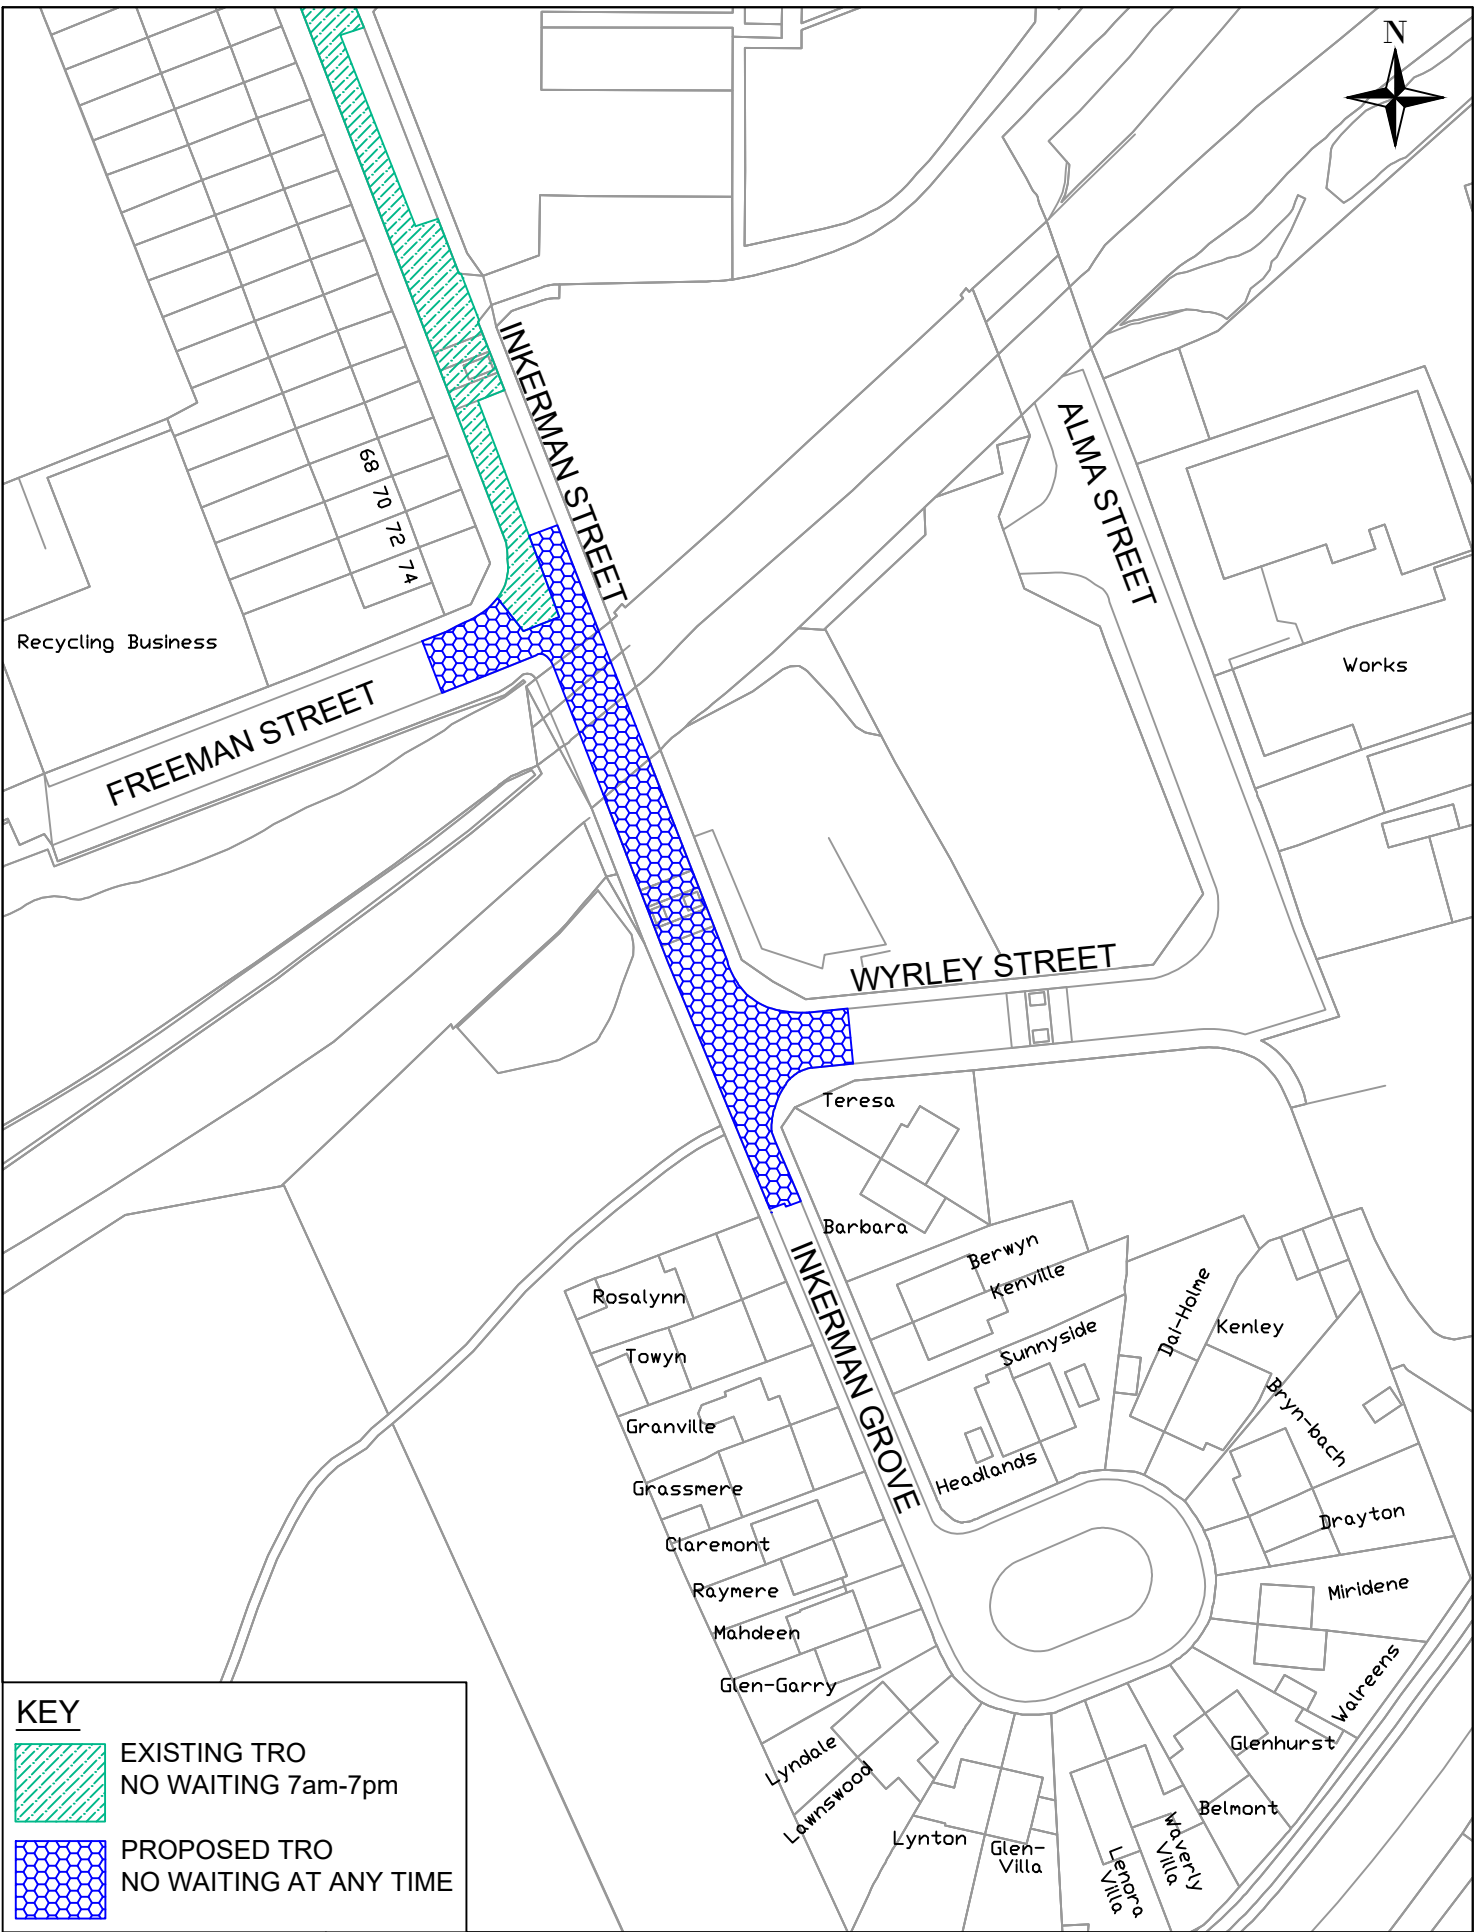 N
INKERMAN STREET
ALMA STREET
68
70
72
74
Recycling Business
Works
FREEMAN STREET
WYRLEY STREET
Teresa
Barbara
Berwyn
Kenville
INKERMAN GROVE
Rosalynn
Sunnyside
Dal-Holme
Kenley
Towyn
Bryn-bach
Granville
Headlands
Grassmere
Drayton
Claremont
Raymere
Miridene
Mahdeen
Glen-Garry
Walreens
Lyndale
Glenhurst
Lawnswood
Belmont
Lynton
Glen-
Villa
Lenora
Villa
Waverly
Villa
KEY
EXISTING TRO
NO WAITING 7am-7pm
PROPOSED TRO
NO WAITING AT ANY TIME